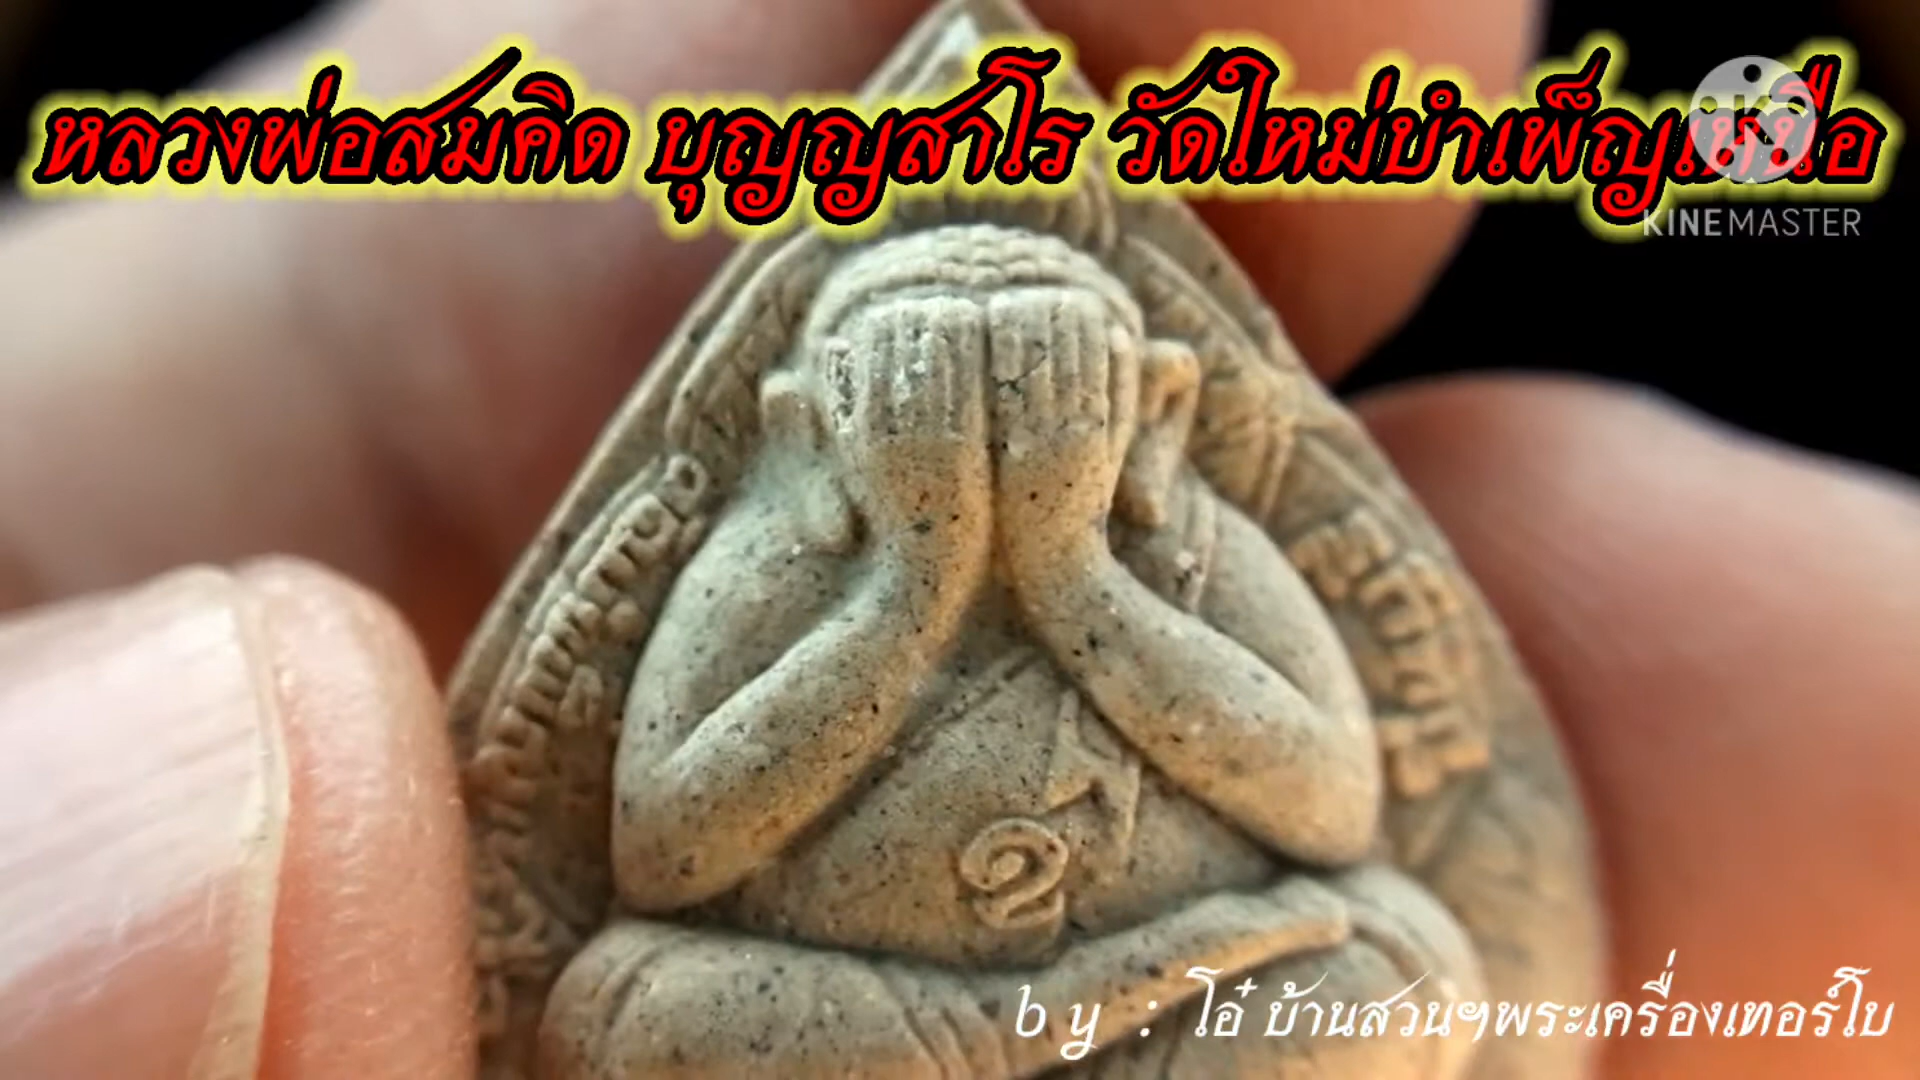 หลวงพ่อสมคิด บุญญสาโร วัดใหม่บำเพ็ญเหนือ
KINEMASTER
by : โอ๋ บ้านสวนฯพระเครื่องเทอร์โบ